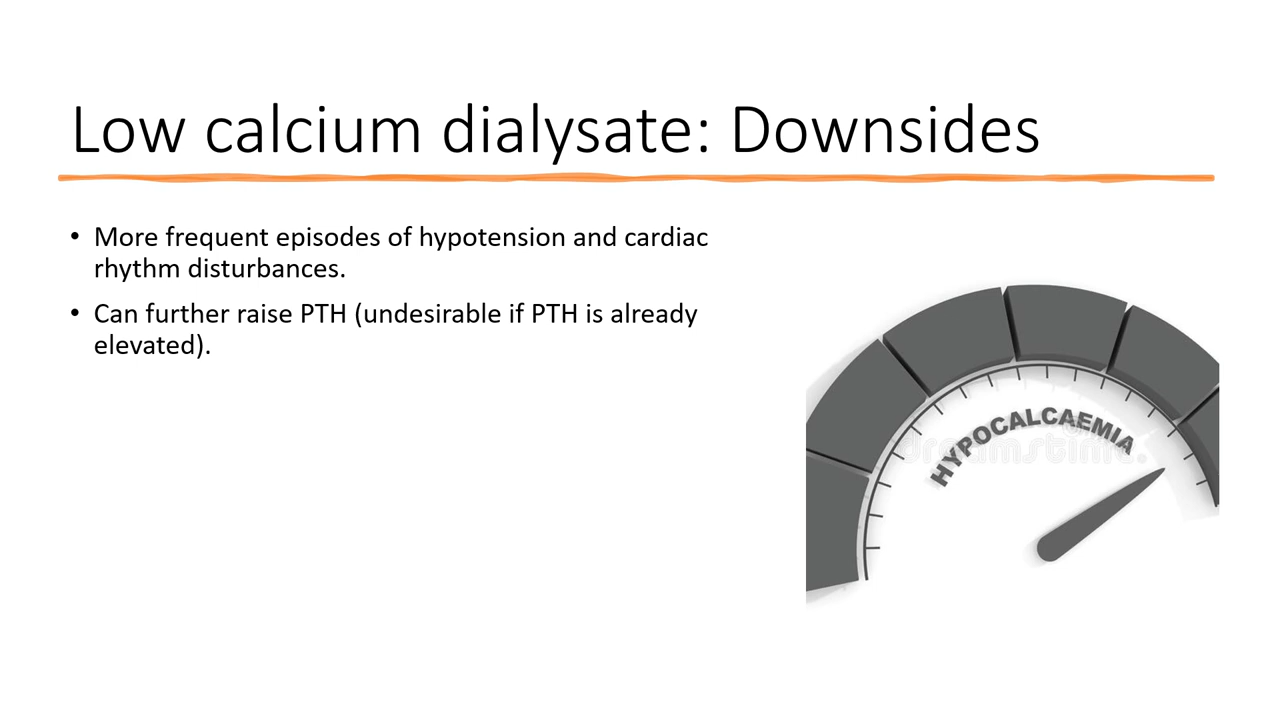 Low calcium dialysate: Downsides
• More frequent episodes of hypotension and cardiac
rhythm disturbances.
• Can further raise PTH (undesirable if PTH is already
elevated).
HYPOCALCAEMIA
dreamstime.